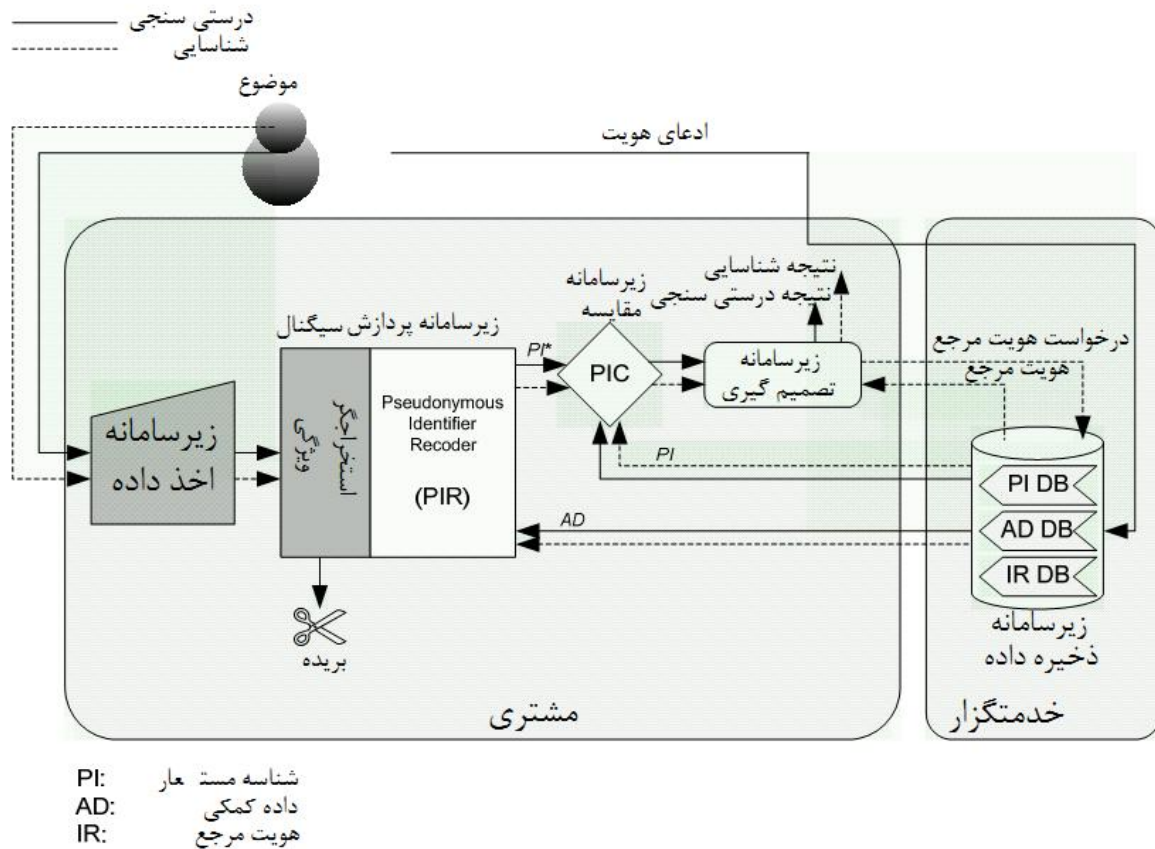 درستی سنجی
شناسایی
موضوع
ادعای هویت
نتیجه شناسایی
نتیجه درستی سنجی
زیرسامانه
مقایسه
زیرسامانه پردازش سیگنال
درخواست هویت مرجع
هویت مرجع
PI*
PIC
زیرسامانه
تصمیم گیری
زیرسامانه
اخذ داده
استخراجگر
ویژگی
Pseudonymous
Identifier
Recoder
(PIR)
PI
AD
PI DB
AD DB
IR DB
زیرسامانه
ذخیره داده
بریده
مشتری
خدمتگزار
PI: شناسه مستعار
AD: داده کمکی
IR: هویت مرجع